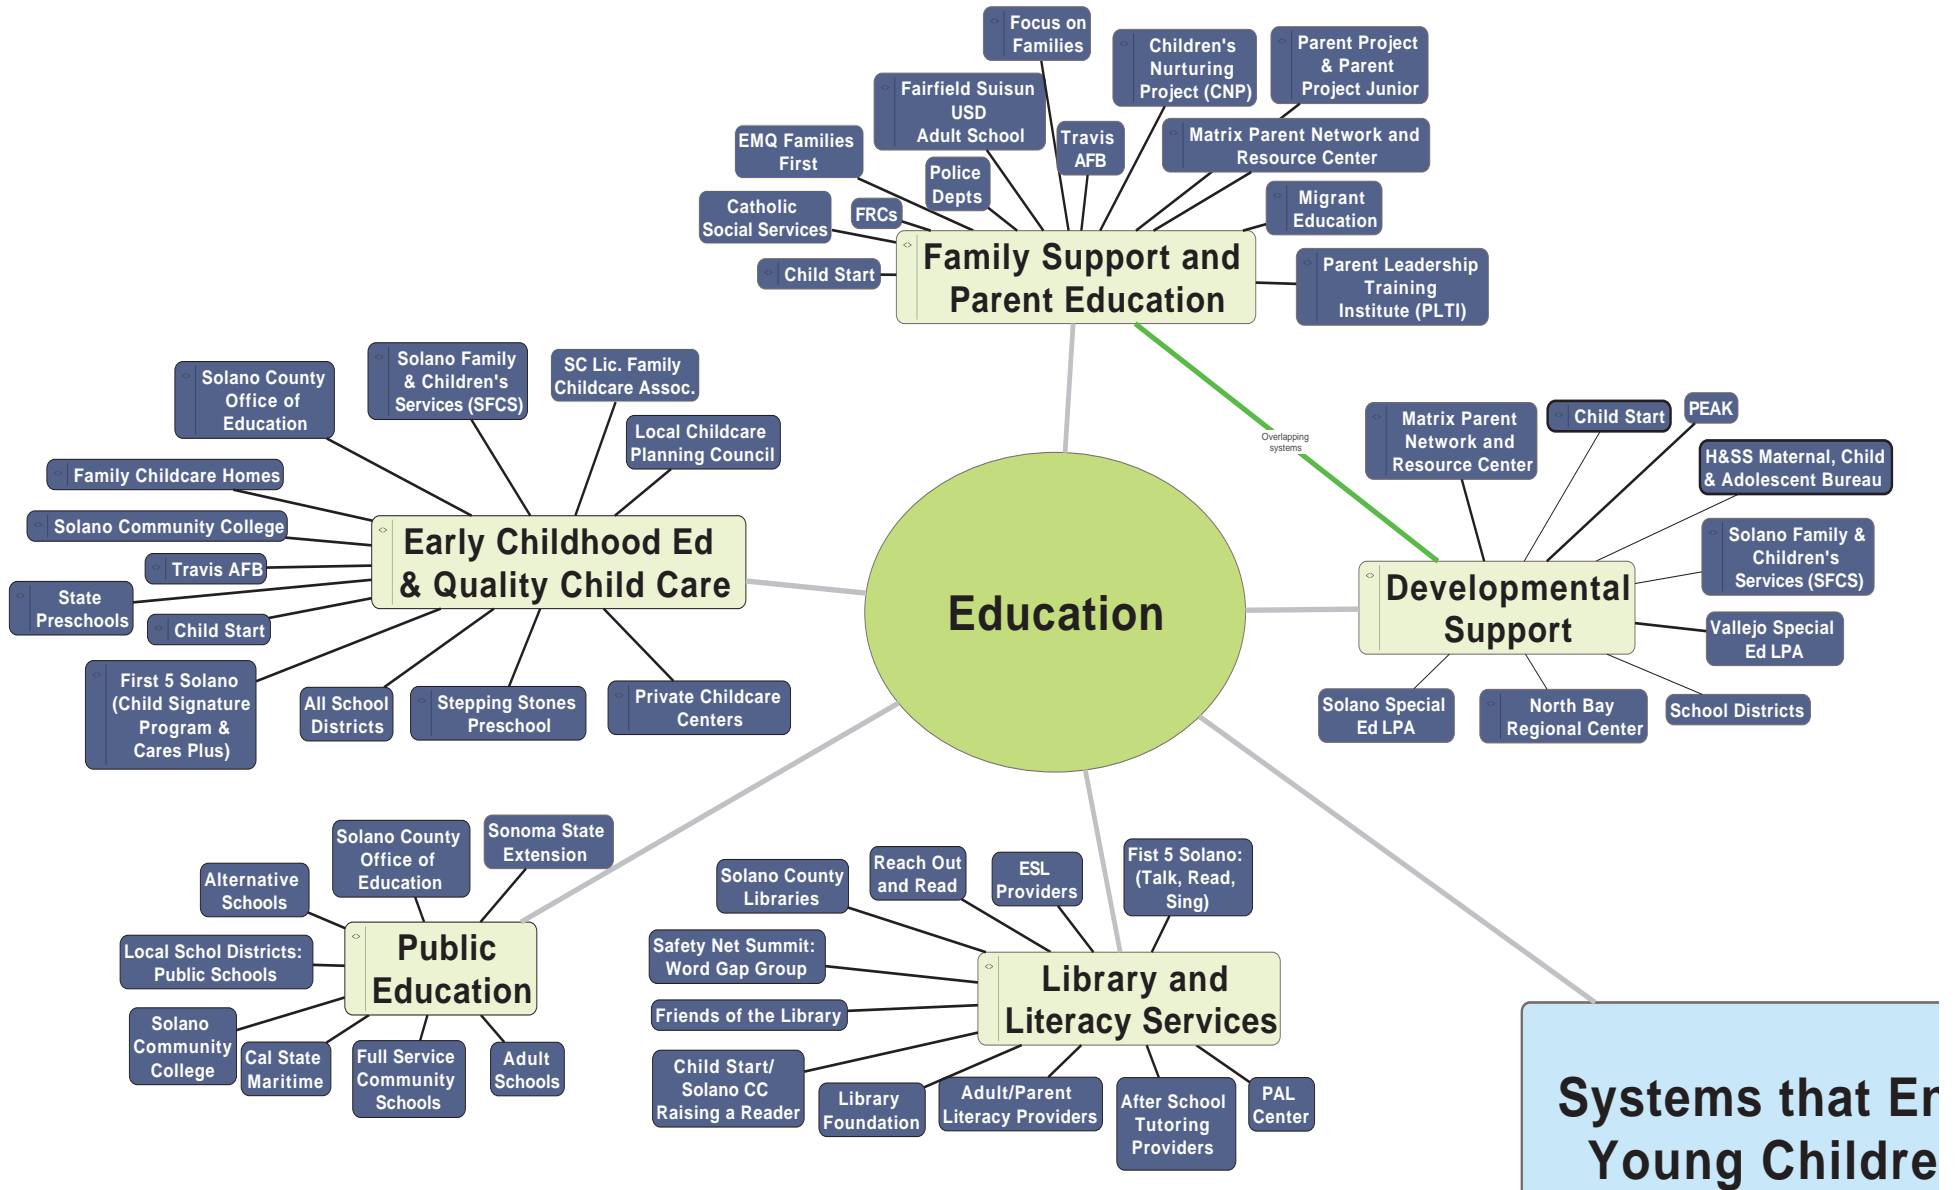 Focus on
Families
Children's
Nurturing
Project (CNP)
Parent Project
& Parent
Project Junior
Fairfield Suisun
USD
Adult School
EMQ Families
First
Travis
AFB
Matrix Parent Network and
Resource Center
Police
Depts
Catholic
Social Services
FRCs
Migrant
Education
Child Start
Family Support and
Parent Education
Parent Leadership
Training
Institute (PLTI)
Overlapping
systems
Solano County
Office of
Education
Solano Family
& Children's
Services (SFCS)
SC Lic. Family
Childcare Assoc.
Local Childcare
Planning Council
Family Childcare Homes
Solano Community College
Travis AFB
State
Preschools
Child Start
Early Childhood Ed
& Quality Child Care
First 5 Solano
(Child Signature
Program &
Cares Plus)
All School
Districts
Stepping Stones
Preschool
Private Childcare
Centers
Education
Matrix Parent
Network and
Resource Center
Child Start
PEAK
H&SS Maternal, Child
& Adolescent Bureau
Solano Family &
Children's
Services (SFCS)
Developmental
Support
Vallejo Special
Ed LPA
Solano Special
Ed LPA
North Bay
Regional Center
School Districts
Solano County
Office of
Education
Sonoma State
Extension
Alternative
Schools
Local Schol Districts:
Public Schools
Public
Education
Solano
Community
College
Cal State
Maritime
Full Service
Community
Schools
Adult
Schools
Solano County
Libraries
Reach Out
and Read
ESL
Providers
Fist 5 Solano:
(Talk, Read,
Sing)
Safety Net Summit:
Word Gap Group
Friends of the Library
Library and
Literacy Services
Child Start/
Solano CC
Raising a Reader
Library
Foundation
Adult/Parent
Literacy Providers
After School
Tutoring
Providers
PAL
Center
Systems that En
Young Childre